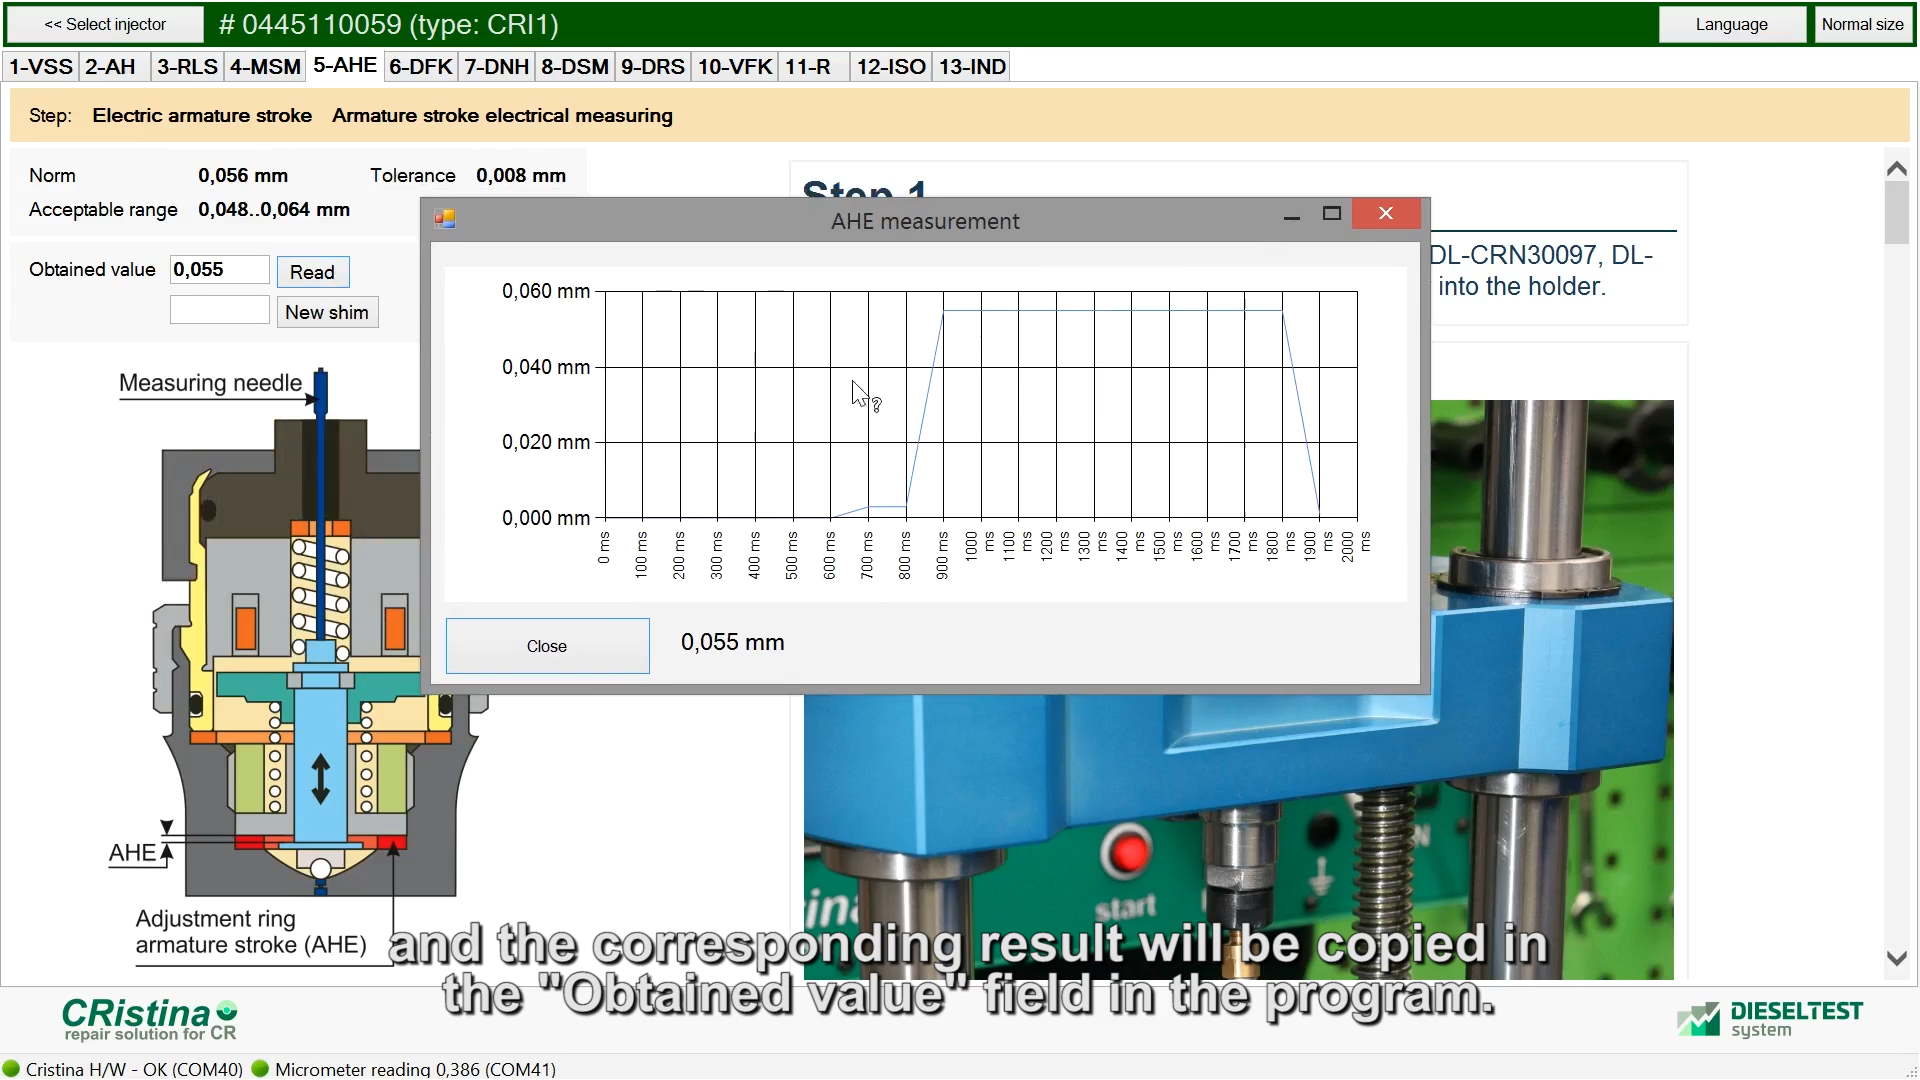 << Select injector
# 0445110059 (type: CRI1)
Language
Normal size
1-VSS
2-AH
3-RLS
4-MSM
5-AHE
6-DFK
7-DNH
8-DSM
9-DRS
10-VFK
11-R
12-ISO
13-IND
Step: Electric armature stroke Armature stroke electrical measuring
Norm 0,056 mm Tolerance 0,008 mm
Acceptable range 0,048..0,064 mm
Obtained value 0,055 Read
New shim
Step 1
DL-CRN30097, DL-
into the holder.
AHE measurement
0,060 mm
0,040 mm
0,020 mm
0,000 mm
0 ms
100 ms
200 ms
300 ms
400 ms
500 ms
600 ms
700 ms
800 ms
900 ms
1000 ms
1100 ms
1200 ms
1300 ms
1400 ms
1500 ms
1600 ms
1700 ms
1800 ms
1900 ms
2000 ms
Close
0,055 mm
Measuring needle
AHE
Adjustment ring
armature stroke (AHE)
start
and the corresponding result will be copied in
the "Obtained value" field in the program.
CRistina
repair solution for CR
DIESELTEST
system
Cristina H/W - OK (COM40)
Micrometer reading 0,386 (COM41)